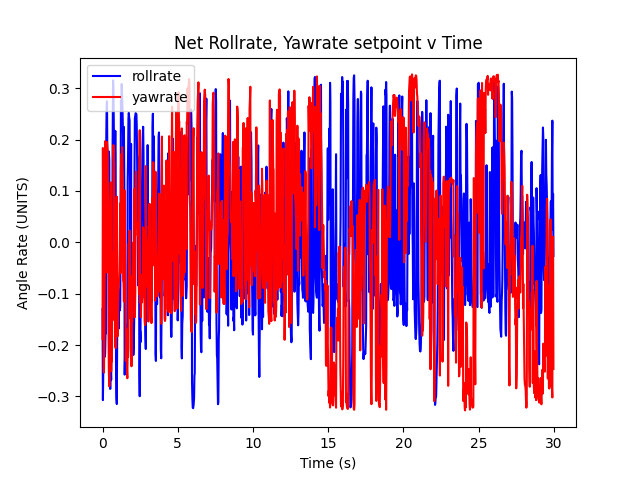 Net Rollrate, Yawrate setpoint v Time
rollrate
yawrate
Angle Rate (UNITS)
0.3
0.2
0.1
0.0
−0.1
−0.2
−0.3
0 5 10 15 20 25 30
Time (s)